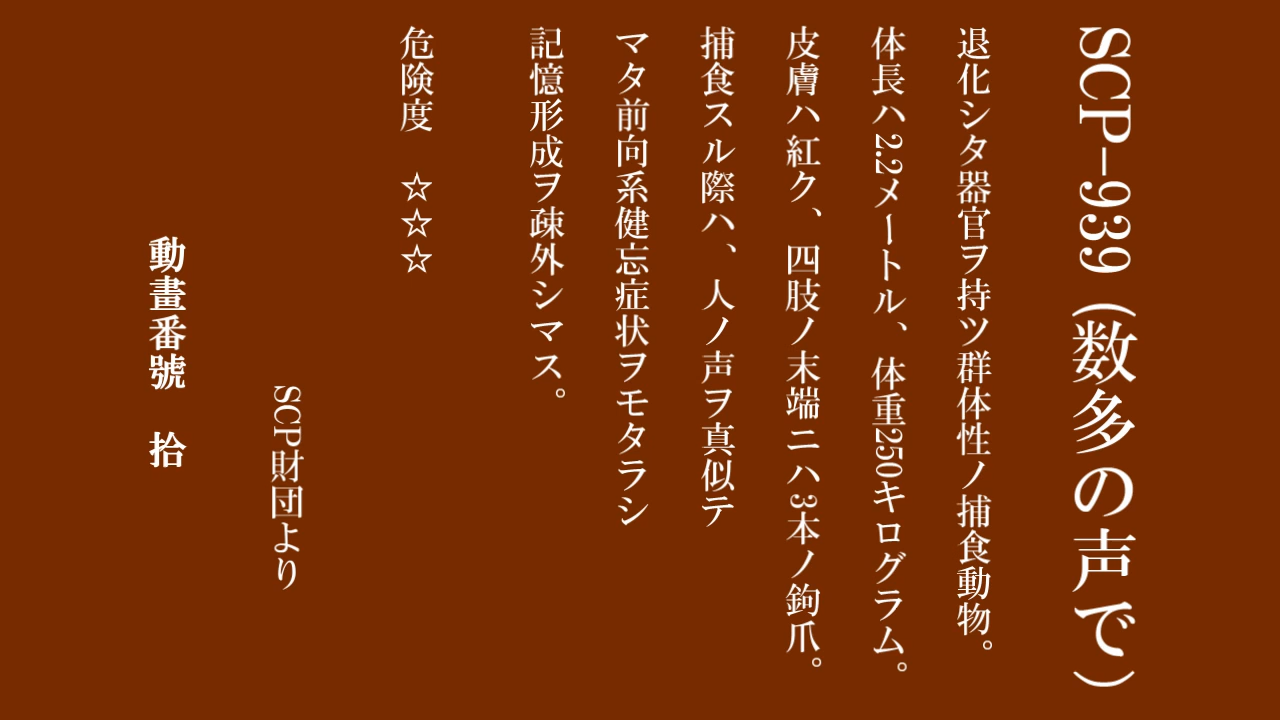 SCP–939（数多の声で）
退化シタ器官ヲ持ツ群体性ノ捕食動物。
体長ハ2.2メートル、体重250キログラム。
皮膚ハ紅ク、四肢ノ末端ニハ3本ノ鉤爪。
捕食スル際ハ、人ノ声ヲ真似テ
マタ前向系健忘症状ヲモタラシ
記憶形成ヲ疎外シマス。
危険度　☆☆☆
SCP財団より
動畫番號　拾